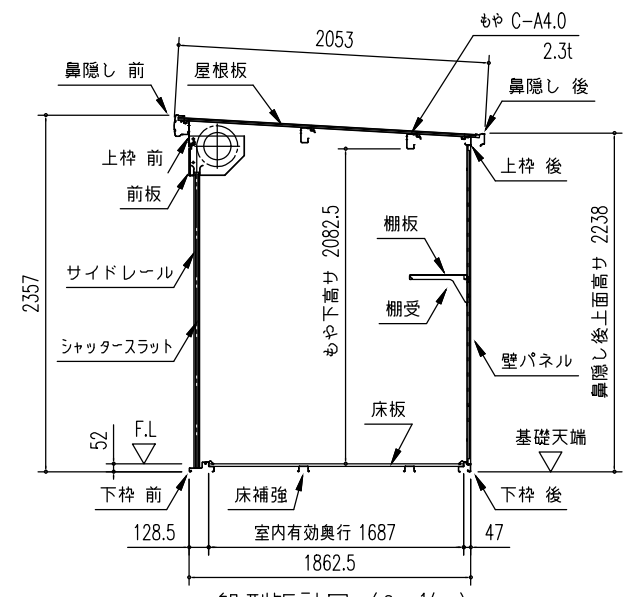 2053
もや C-A4.0
2.3t
鼻隠し 前
屋根板
鼻隠し 後
上枠 前
上枠 後
前板
2357
もや下高サ 2082.5
棚板
棚受
サイドレール
シャッタースラット
壁パネル
鼻隠し後上面高サ 2238
床板
52
F.L
基礎天端
下枠 前
床補強
下枠 後
128.5
室内有効奥行 1687
47
1862.5